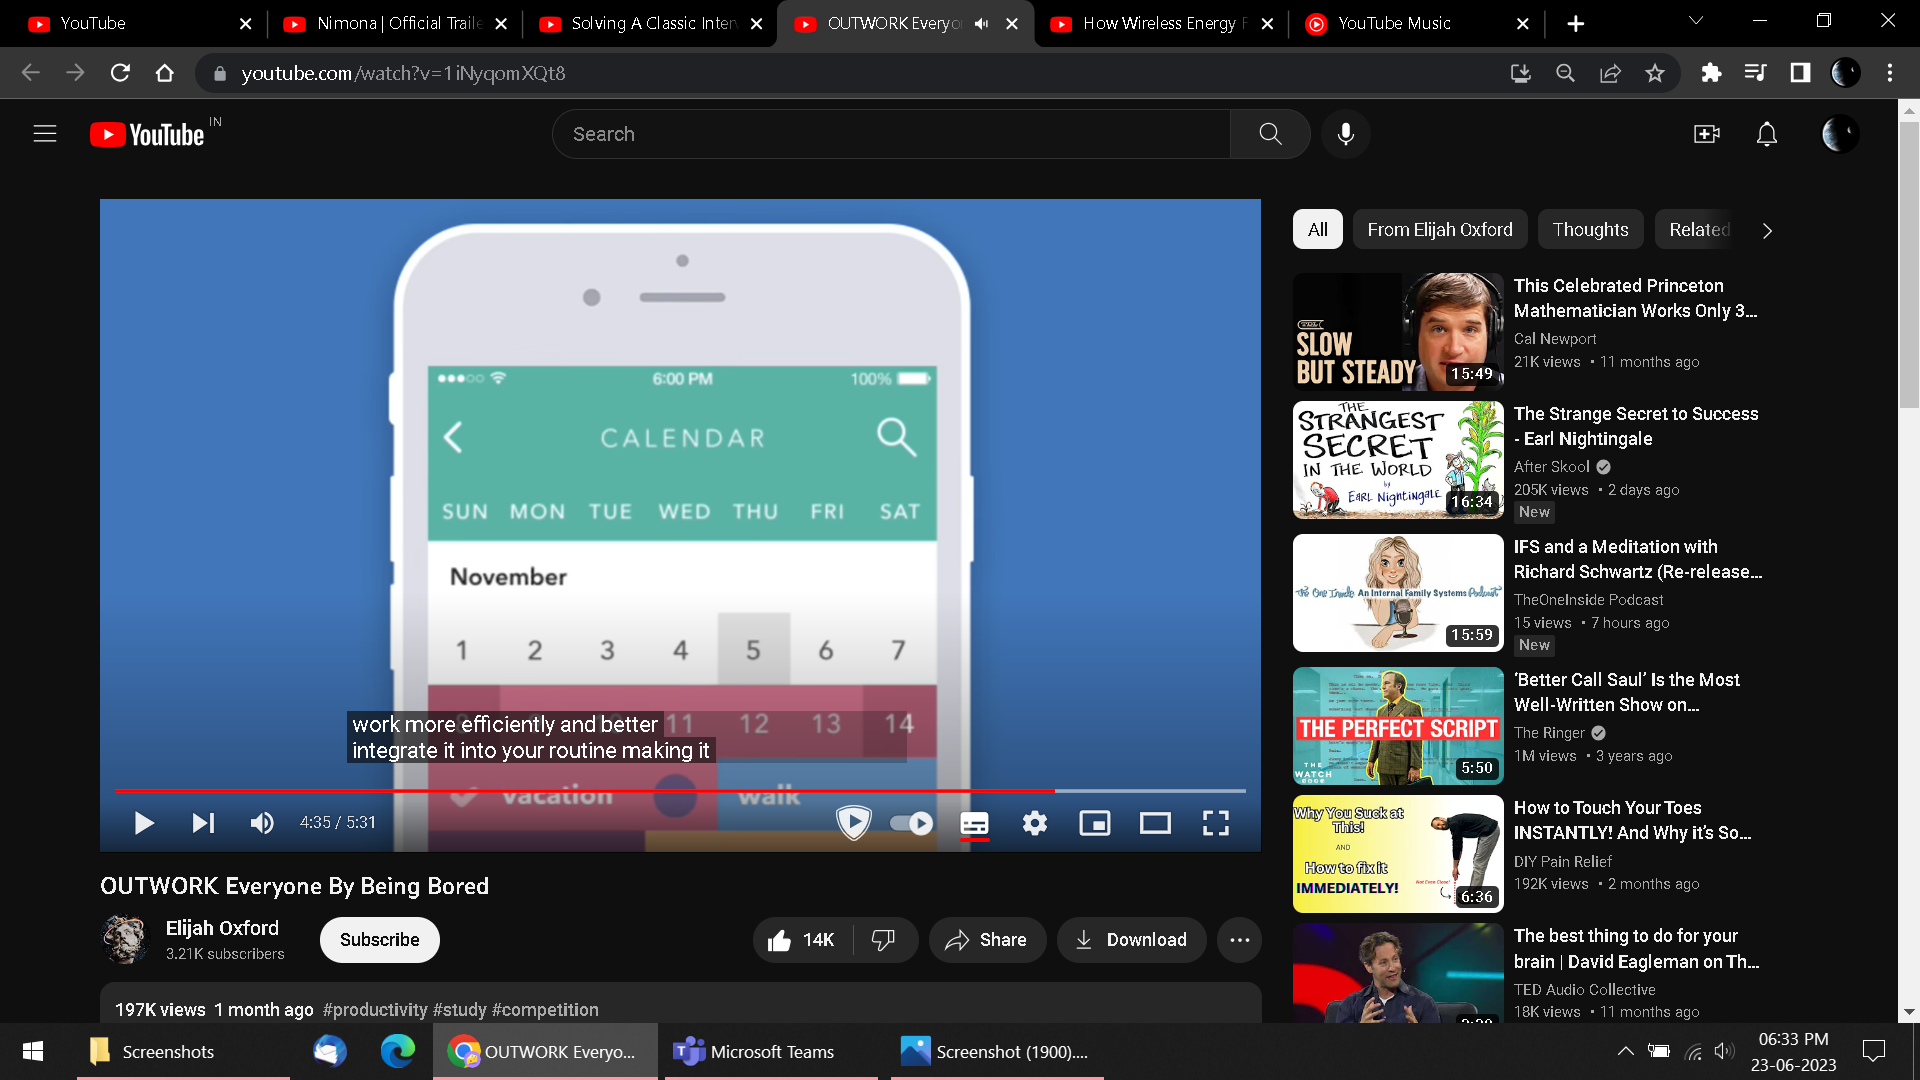 YouTube
Nimona | Official Traile
Solving A Classic Inter
OUTWORK Everyo
How Wireless Energy F
YouTube Music
youtube.com/watch?v=1iNyqomXQt8
YouTube IN
Search
6:00 PM
100%
CALENDAR
SUN MON TUE WED THU FRI SAT
November
1 2 3 4 5 6 7
11 12 13 14
work more efficiently and better
integrate it into your routine making it
vacation
walk
4:35 / 5:31
OUTWORK Everyone By Being Bored
Elijah Oxford
3.21K subscribers
Subscribe
14K
Share
Download
197K views 1 month ago #productivity #study #competition
All
From Elijah Oxford
Thoughts
Related
SLOW
BUT STEADY
15:49
This Celebrated Princeton
Mathematician Works Only 3...
Cal Newport
21K views • 11 months ago
THE
STRANGEST
SECRET
IN THE WORLD
by
EARL NIGHTINGALE
16:34
The Strange Secret to Success
- Earl Nightingale
After Skool
205K views • 2 days ago
New
The One Inside An Internal Family Systems Podcast
15:59
IFS and a Meditation with
Richard Schwartz (Re-release...
TheOneInside Podcast
15 views • 7 hours ago
New
THE PERFECT SCRIPT
THE
WATCH
5:50
‘Better Call Saul’ Is the Most
Well-Written Show on...
The Ringer
1M views • 3 years ago
Why You Suck at
This!
AND
How to fix it
IMMEDIATELY!
Not Even Close!
6:36
How to Touch Your Toes
INSTANTLY! And Why it’s So...
DIY Pain Relief
192K views • 2 months ago
The best thing to do for your
brain | David Eagleman on Th...
TED Audio Collective
18K views • 11 months ago
Screenshots
OUTWORK Everyo...
Microsoft Teams
Screenshot (1900)....
06:33 PM
23-06-2023